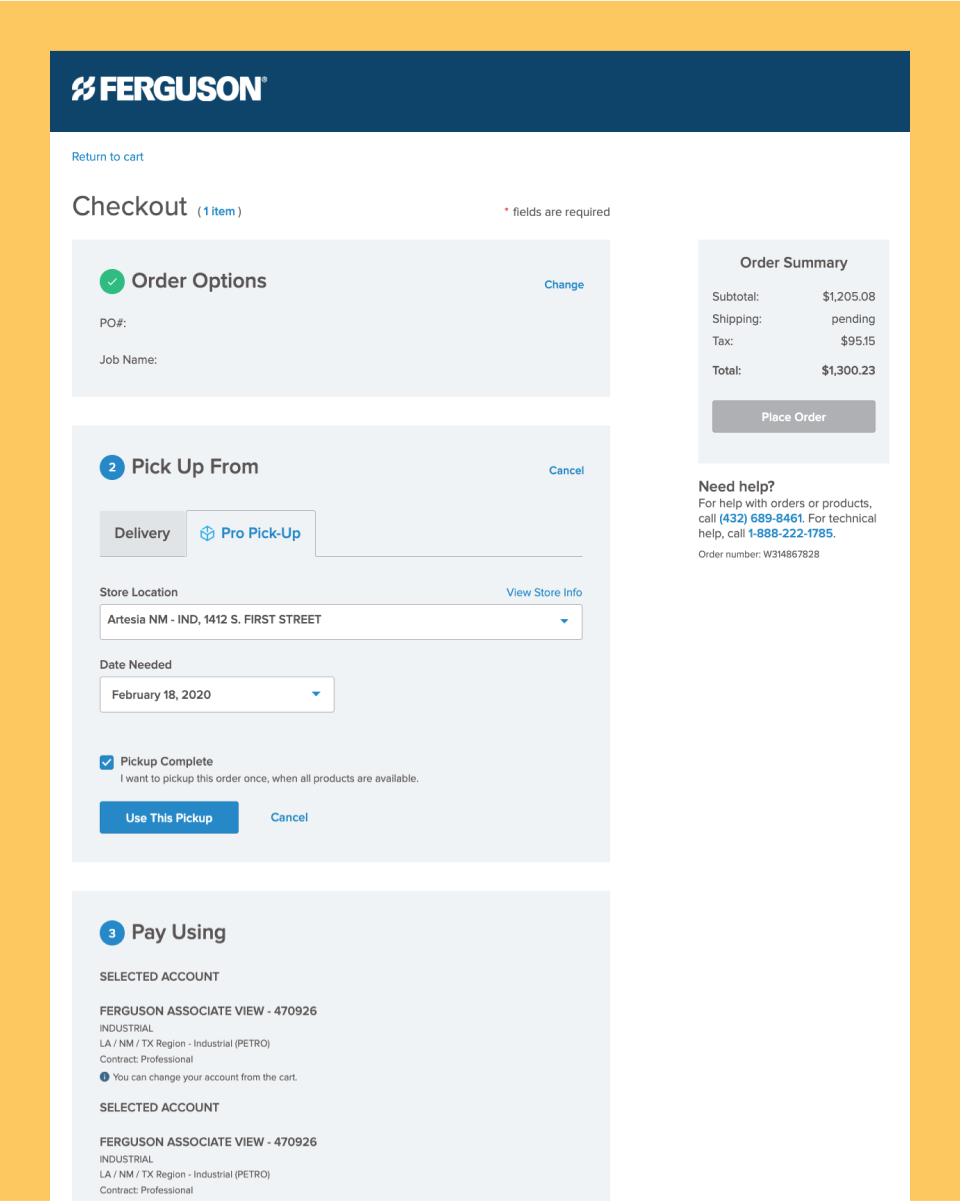 FERGUSON®
Return to cart
Checkout ( 1 item )
* fields are required
Order Options
Change
PO#:
Job Name:
2 Pick Up From
Cancel
Delivery
Pro Pick-Up
Store Location
View Store Info
Artesia NM - IND, 1412 S. FIRST STREET
Date Needed
February 18, 2020
Pickup Complete
I want to pickup this order once, when all products are available.
Use This Pickup
Cancel
3 Pay Using
SELECTED ACCOUNT
FERGUSON ASSOCIATE VIEW - 470926
INDUSTRIAL
LA / NM / TX Region - Industrial (PETRO)
Contract: Professional
You can change your account from the cart.
SELECTED ACCOUNT
FERGUSON ASSOCIATE VIEW - 470926
INDUSTRIAL
LA / NM / TX Region - Industrial (PETRO)
Contract: Professional
Order Summary
Subtotal: $1,205.08
Shipping: pending
Tax: $95.15
Total: $1,300.23
Place Order
Need help?
For help with orders or products,
call (432) 689-8461. For technical
help, call 1-888-222-1785.
Order number: W314867828